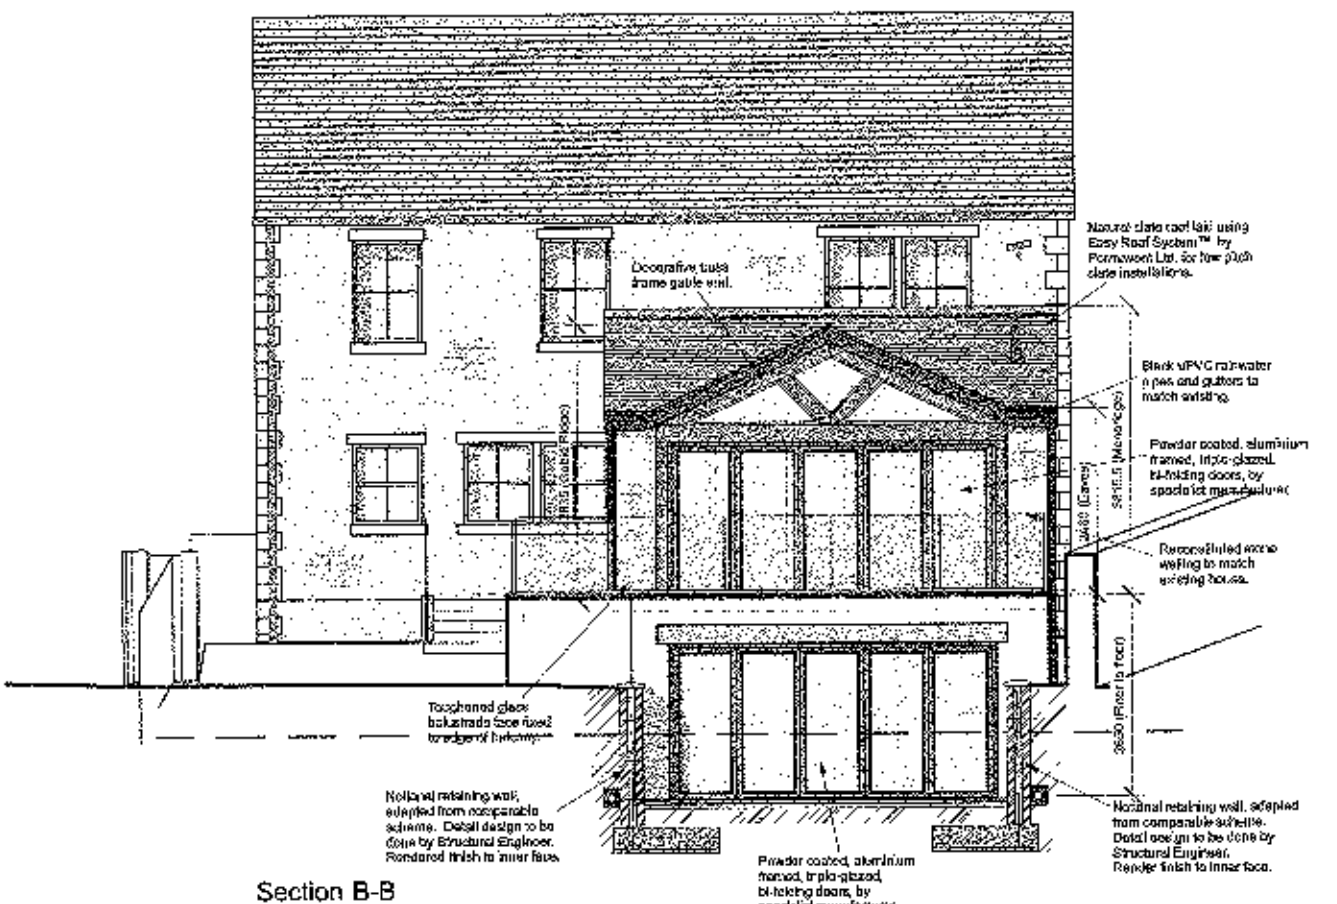 Natural slate roof laid using
Easy Roof System™ by
Permavent Ltd. for low pitch
slate installations.
Decorative
frame gable end.
Black uPVC rainwater
pipes and gutters to
match existing.
Powder coated, aluminium
framed, triple-glazed,
bi-folding doors, by
specialist manufacturer
Reconstituted stone
walling to match
existing house.
(Eaves)
2650 (Floor to floor)
Toughened glass
balustrade face fixed
to edge of balcony.
Notional retaining wall,
adapted from comparable
scheme. Detail design to be
done by Structural Engineer.
Rendered finish to inner face.
Notional retaining wall, adapted
from comparable scheme.
Detail design to be done by
Structural Engineer.
Render finish to inner face.
Powder coated, aluminium
framed, triple-glazed,
bi-folding doors, by
Section B-B